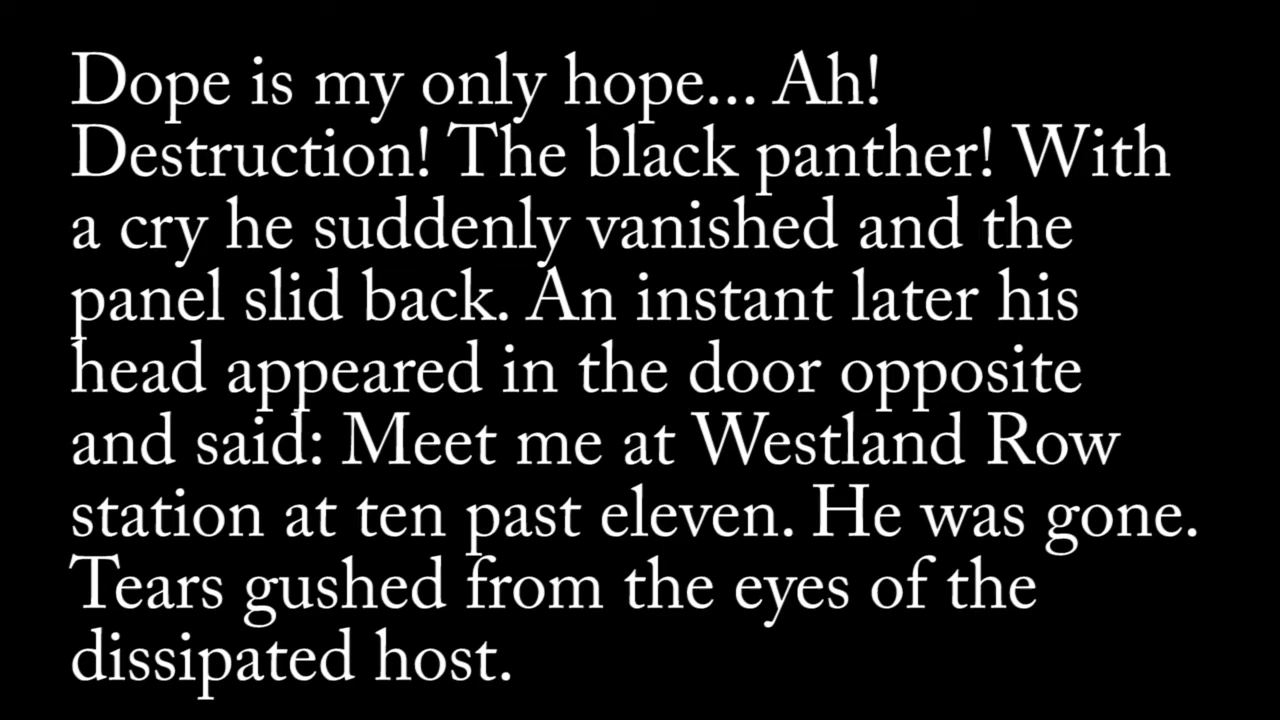 Dope is my only hope... Ah!
Destruction! The black panther! With
a cry he suddenly vanished and the
panel slid back. An instant later his
head appeared in the door opposite
and said: Meet me at Westland Row
station at ten past eleven. He was gone.
Tears gushed from the eyes of the
dissipated host.